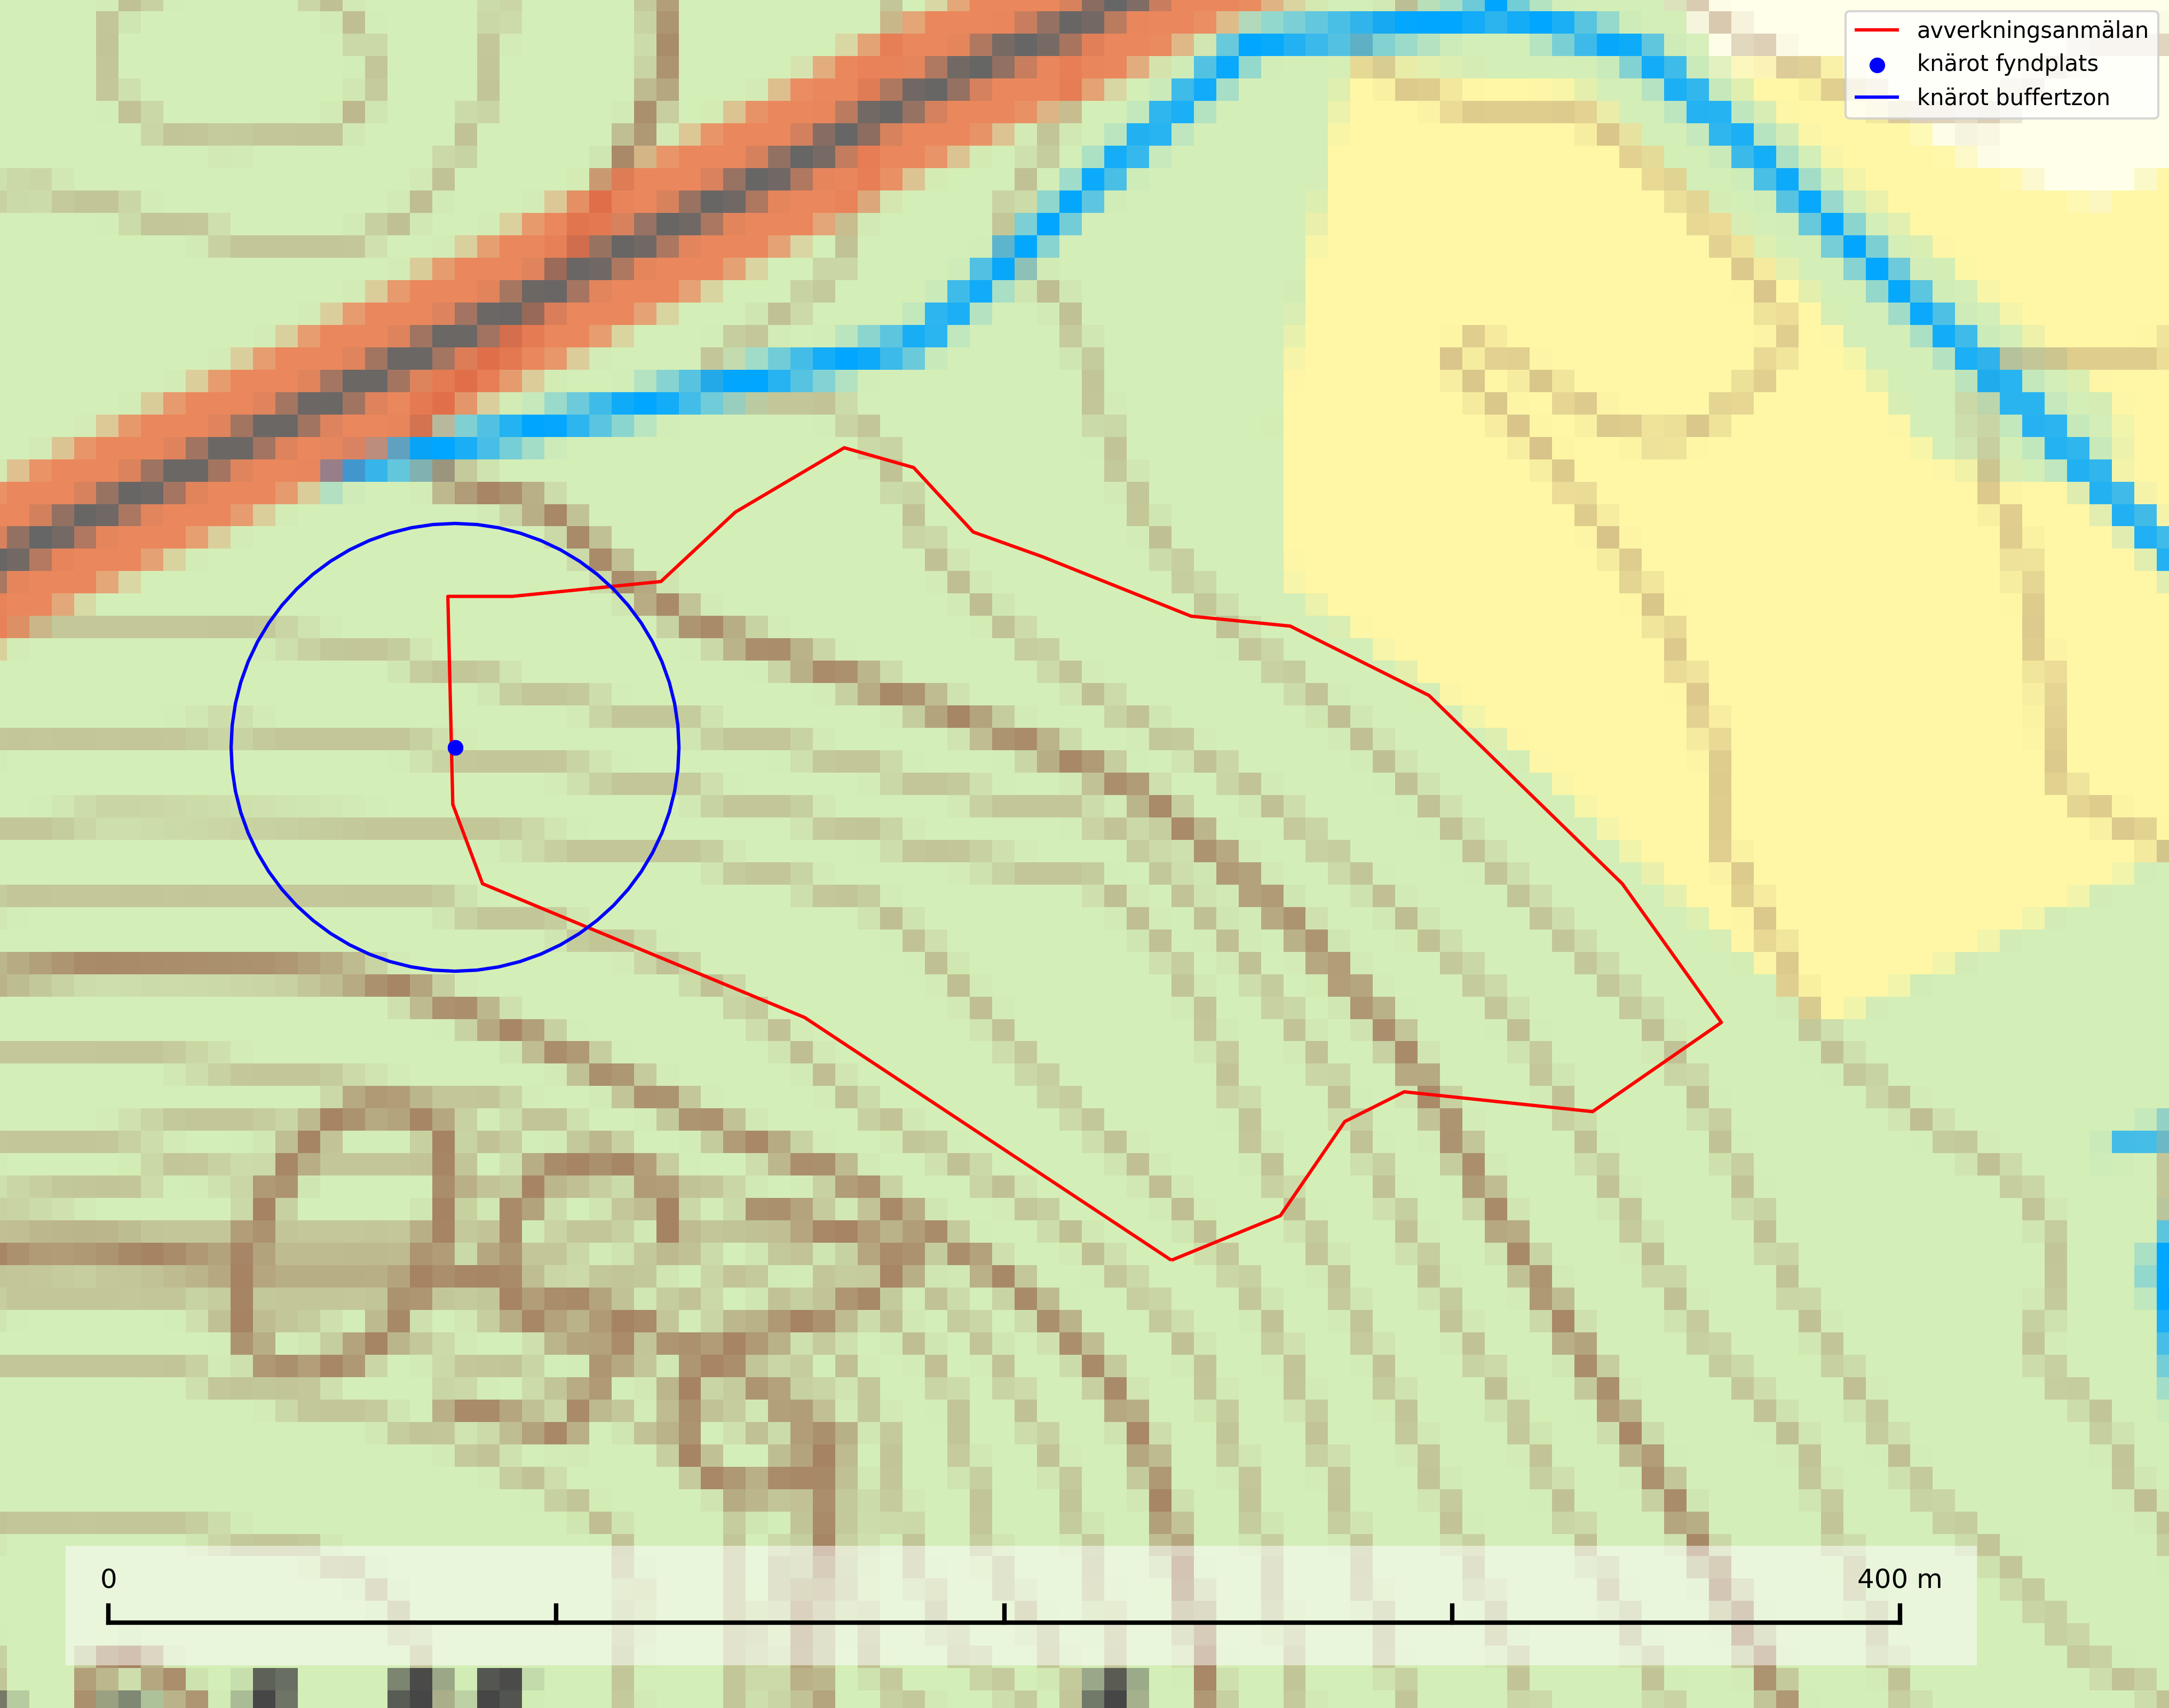 avverkningsanmälan
knärot fyndplats
knärot buffertzon
0
400 m